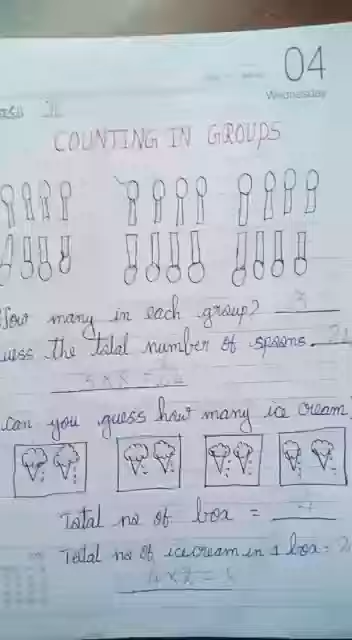 04
Wednesday
COUNTING IN GROUPS
How many in each group?
uess the total number of spoons.
can you guess how many ice cream
Total no of box = 4
Total no of icecream in 1 box = 2
4 x 2 = 8